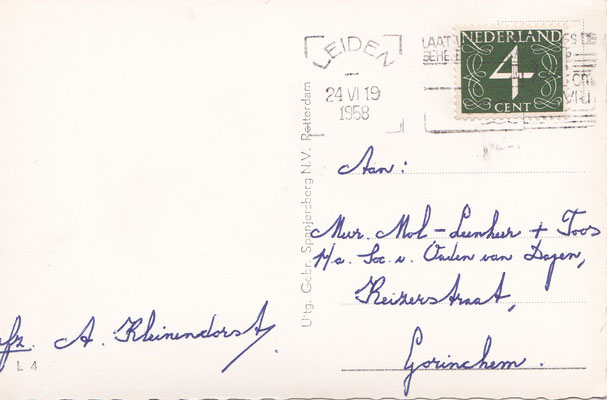 LEIDEN
24 VI 19
1958
LAAT
NEDERLAND
4
CENT
Uitg. Gebr. Spanjersberg N.V. Rotterdam
Aan:
Mevr. Mol-Leenheer + Toos
p/a. Soc. v. Ouden van Dagen,
Keizerstraat,
Gorinchem.
afz. A. Kleinendorst,
L 4